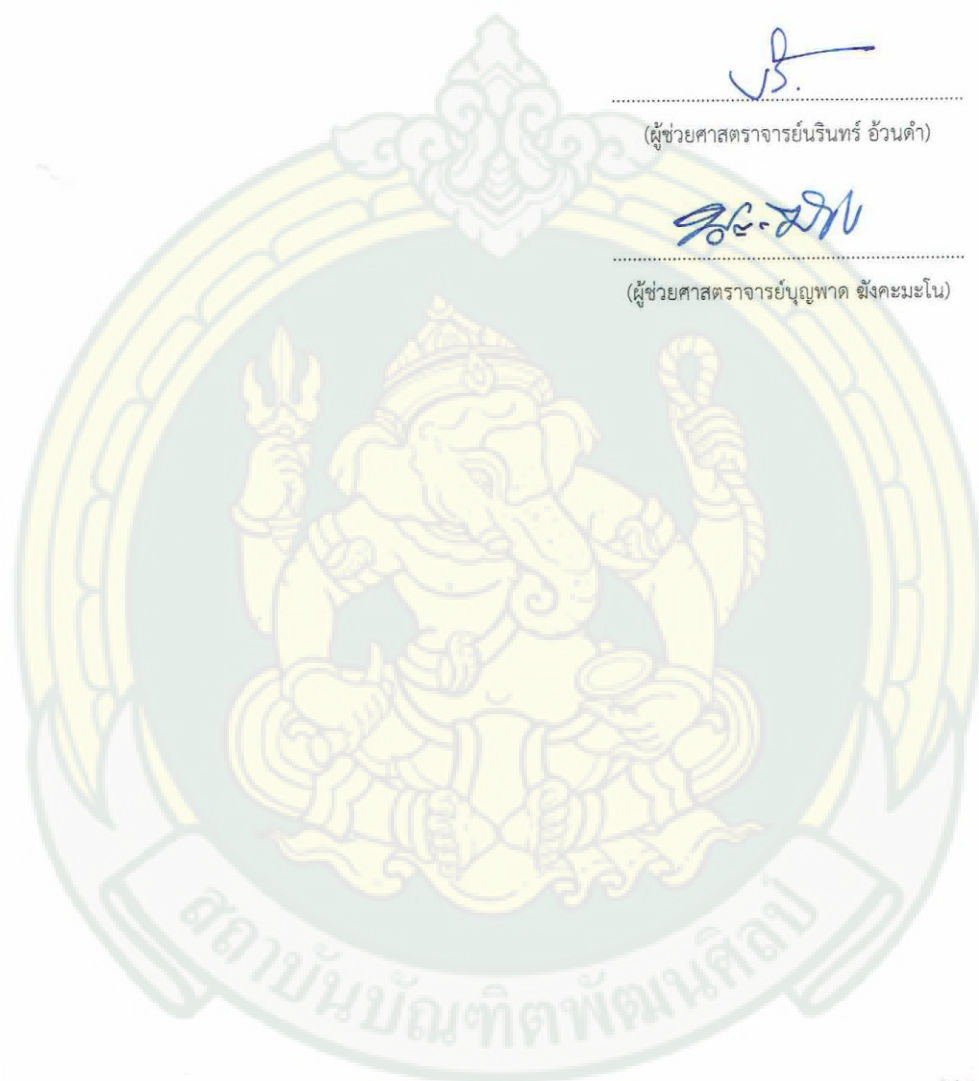 (ผู้ช่วยศาสตราจารย์นรินทร์ อ้วนดำ)
(ผู้ช่วยศาสตราจารย์บุญพาด ฆังคะมะโน)
สถาบันบัณฑิตพัฒนศิลป์